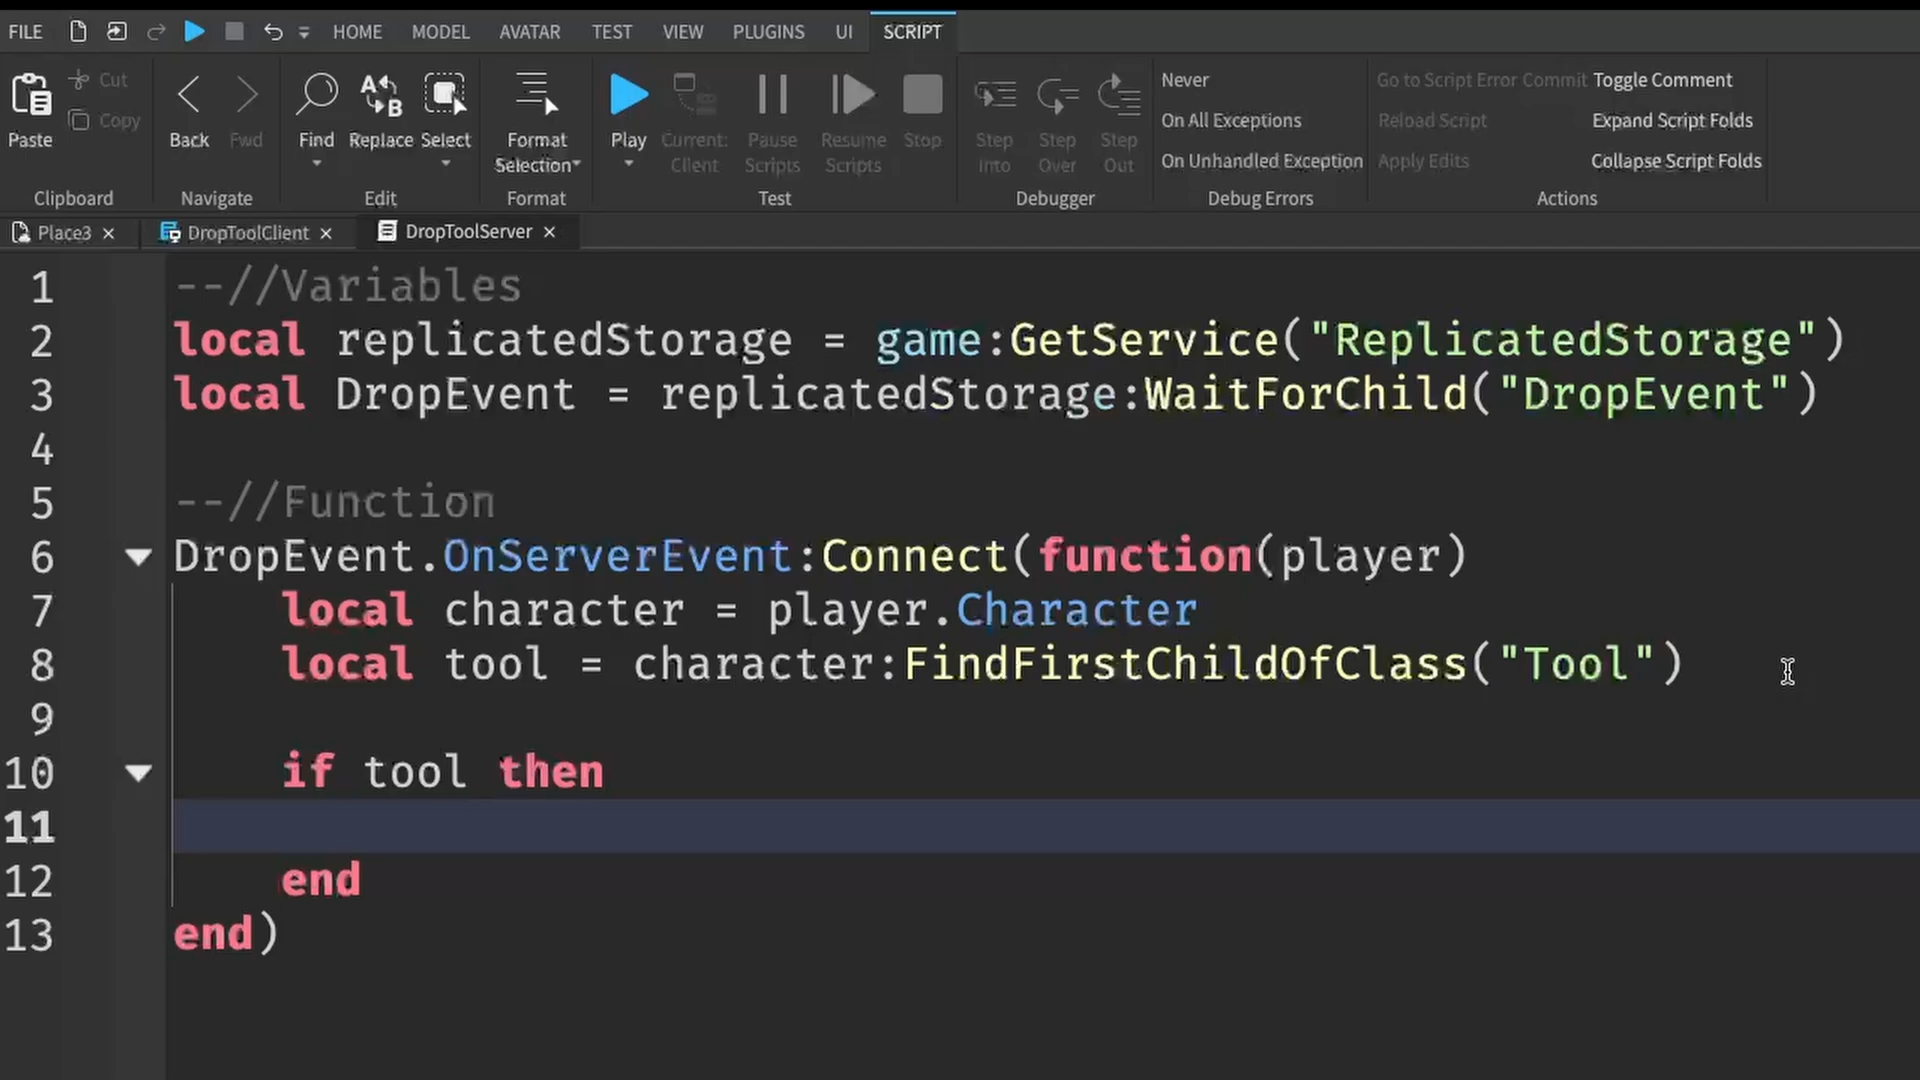 FILE HOME MODEL AVATAR TEST VIEW PLUGINS UI SCRIPT
Paste Cut Copy Clipboard
Back Fwd Navigate
Find Replace Select Edit
Format Selection Format
Play Current: Client Pause Scripts Resume Scripts Stop Test
Step Into Step Over Step Out Debugger
Never
On All Exceptions
On Unhandled Exception
Debug Errors
Go to Script Error Commit Toggle Comment
Reload Script Expand Script Folds
Apply Edits Collapse Script Folds
Actions
Place3 × DropToolClient × DropToolServer ×
1 --//Variables
2 local replicatedStorage = game:GetService("ReplicatedStorage")
3 local DropEvent = replicatedStorage:WaitForChild("DropEvent")
4
5 --//Function
6 DropEvent.OnServerEvent:Connect(function(player)
7 local character = player.Character
8 local tool = character:FindFirstChildOfClass("Tool")
9
10 if tool then
11
12 end
13 end)